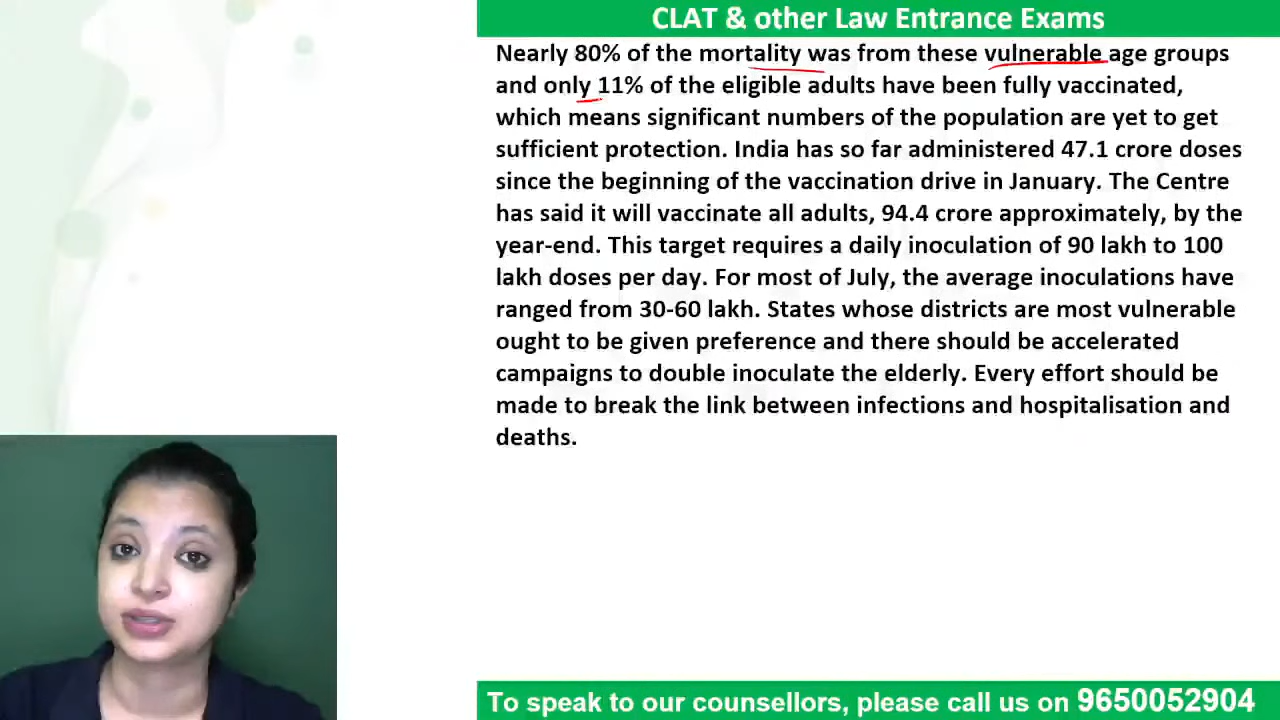 CLAT & other Law Entrance Exams
Nearly 80% of the mortality was from these vulnerable age groups
and only 11% of the eligible adults have been fully vaccinated,
which means significant numbers of the population are yet to get
sufficient protection. India has so far administered 47.1 crore doses
since the beginning of the vaccination drive in January. The Centre
has said it will vaccinate all adults, 94.4 crore approximately, by the
year-end. This target requires a daily inoculation of 90 lakh to 100
lakh doses per day. For most of July, the average inoculations have
ranged from 30-60 lakh. States whose districts are most vulnerable
ought to be given preference and there should be accelerated
campaigns to double inoculate the elderly. Every effort should be
made to break the link between infections and hospitalisation and
deaths.
To speak to our counsellors, please call us on 9650052904